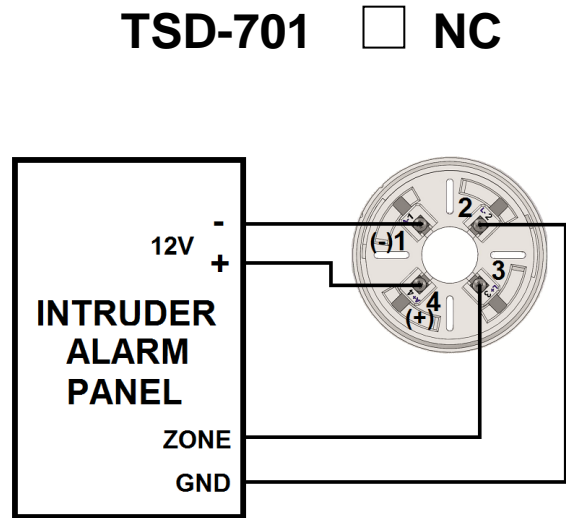 TSD-701 □ NC
-
12V
+
INTRUDER
ALARM
PANEL
ZONE
GND
(-)1
2
3
4
(+)